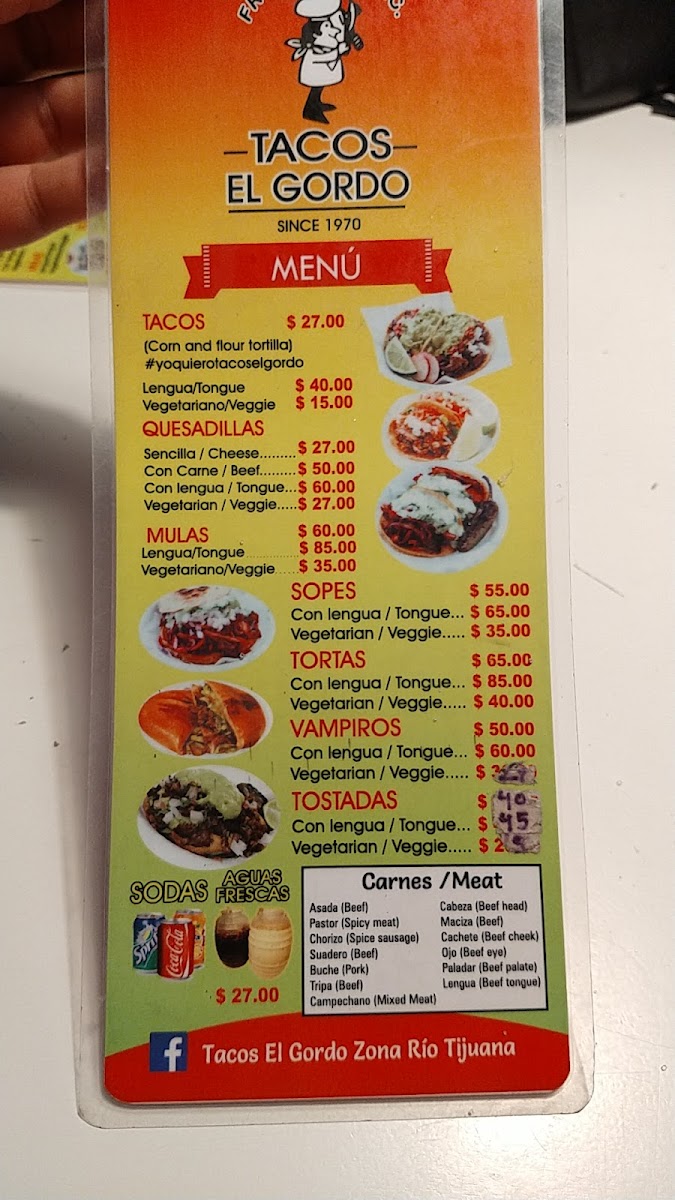 TACOS
EL GORDO
SINCE 1970
MENÚ
TACOS $ 27.00
(Corn and flour tortilla)
#yoquierotacoselgordo
Lengua/Tongue $ 40.00
Vegetariano/Veggie $ 15.00
QUESADILLAS
Sencilla / Cheese......... $ 27.00
Con Carne / Beef......... $ 50.00
Con lengua / Tongue... $ 60.00
Vegetarian / Veggie..... $ 27.00
MULAS $ 60.00
Lengua/Tongue............ $ 85.00
Vegetariano/Veggie...... $ 35.00
SOPES $ 55.00
Con lengua / Tongue... $ 65.00
Vegetarian / Veggie..... $ 35.00
TORTAS $ 65.00
Con lengua / Tongue... $ 85.00
Vegetarian / Veggie..... $ 40.00
VAMPIROS $ 50.00
Con lengua / Tongue... $ 60.00
Vegetarian / Veggie..... $
TOSTADAS $ 40
Con lengua / Tongue... $ 45
Vegetarian / Veggie..... $ 2
SODAS
AGUAS
FRESCAS
Sprite
Coca-Cola
$ 27.00
Carnes /Meat
Asada (Beef)
Pastor (Spicy meat)
Chorizo (Spice sausage)
Suadero (Beef)
Buche (Pork)
Tripa (Beef)
Campechano (Mixed Meat)
Cabeza (Beef head)
Maciza (Beef)
Cachete (Beef cheek)
Ojo (Beef eye)
Paladar (Beef palate)
Lengua (Beef tongue)
f Tacos El Gordo Zona Río Tijuana